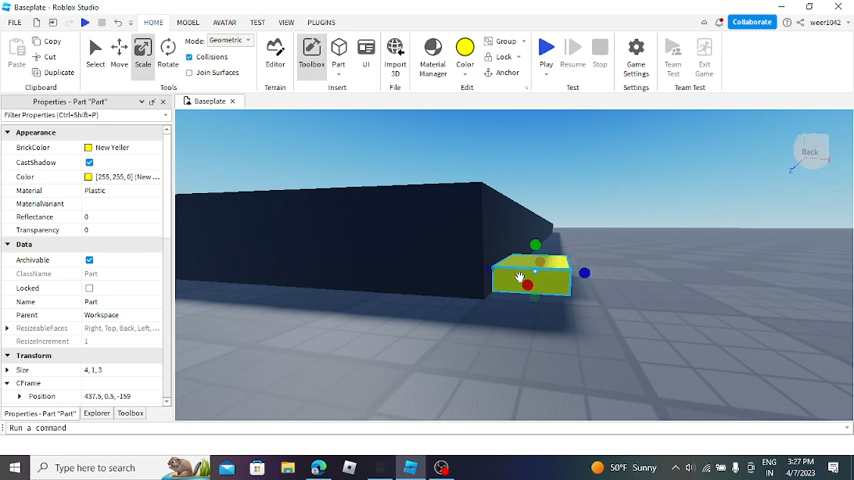 Baseplate - Roblox Studio
FILE HOME MODEL AVATAR TEST VIEW PLUGINS Collaborate weer1042
Paste Copy Cut Duplicate Clipboard
Select Move Scale Rotate Mode: Geometric Collisions Join Surfaces Tools
Editor Terrain
Toolbox Part UI Insert
Import 3D File
Material Manager Color Group Lock Anchor Edit
Play Resume Stop Test
Game Settings Settings
Team Test Exit Game Team Test
Properties - Part "Part" Baseplate
Filter Properties (Ctrl+Shift+P)
Appearance
BrickColor New Yeller
CastShadow
Color [255, 255, 0] (New ...
Material Plastic
MaterialVariant
Reflectance 0
Transparency 0
Data
Archivable
ClassName Part
Locked
Name Part
Parent Workspace
ResizeableFaces Right, Top, Back, Left, ...
ResizeIncrement 1
Transform
Size 4, 1, 3
CFrame
Position 437.5, 0.5, -159
Back
Properties - Part "Part" Explorer Toolbox
Run a command
Type here to search 50°F Sunny ENG IN 3:27 PM 4/7/2023